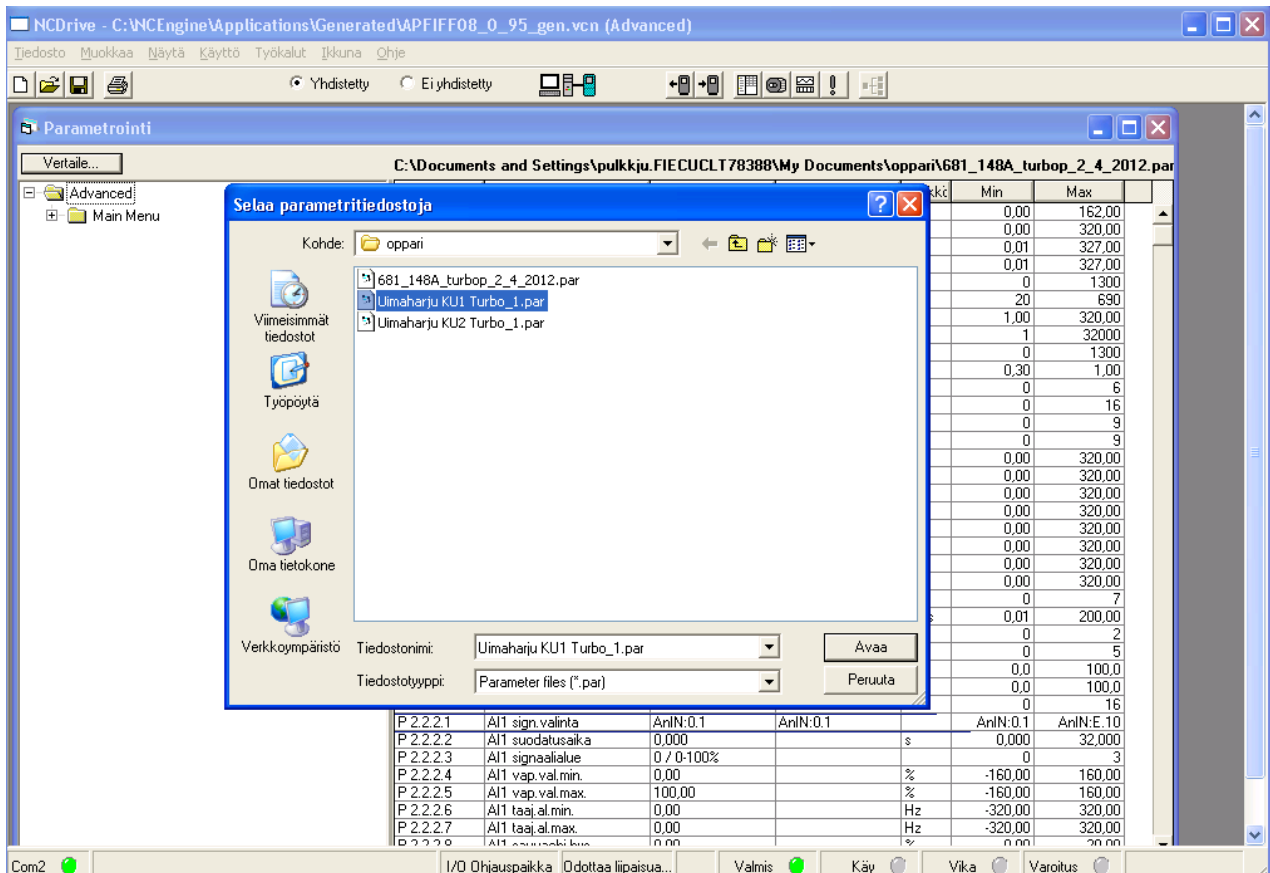 NCDrive - C:\NCEngine\Applications\Generated\APFIFF08_0_95_gen.vcn (Advanced)
Tiedosto Muokkaa Näytä Käyttö Työkalut Ikkuna Ohje
Yhdistetty Ei yhdistetty
Parametrointi
Vertaile... C:\Documents and Settings\pulkkju.FIECUCLT78388\My Documents\oppari\681_148A_turbop_2_4_2012.par
Advanced
Main Menu
Min Max
0,00 162,00
0,00 320,00
0,01 327,00
0,01 327,00
0 1300
20 690
1,00 320,00
1 32000
0 1300
0,30 1,00
0 6
0 16
0 9
0 9
0,00 320,00
0,00 320,00
0,00 320,00
0,00 320,00
0,00 320,00
0,00 320,00
0,00 320,00
0,00 320,00
0 7
0,01 200,00
0 2
0 5
0,0 100,0
0,0 100,0
0 16
Selaa parametritiedostoja
Kohde: oppari
681_148A_turbop_2_4_2012.par
Uimaharju KU1 Turbo_1.par
Uimaharju KU2 Turbo_1.par
Viimeisimmät
tiedostot
Työpöytä
Omat tiedostot
Oma tietokone
Verkkoympäristö
Tiedostonimi: Uimaharju KU1 Turbo_1.par Avaa
Tiedostotyyppi: Parameter files (*.par) Peruuta
P 2.2.2.1 AI1 sign.valinta AnIN:0.1 AnIN:0.1 AnIN:0.1 AnIN:E.10
P 2.2.2.2 AI1 suodatusaika 0,000 s 0,000 32,000
P 2.2.2.3 AI1 signaalialue 0 / 0-100% 0 3
P 2.2.2.4 AI1 vap.val.min. 0,00 % -160,00 160,00
P 2.2.2.5 AI1 vap.val.max. 100,00 % -160,00 160,00
P 2.2.2.6 AI1 taaj.al.min. 0,00 Hz -320,00 320,00
P 2.2.2.7 AI1 taaj.al.max. 0,00 Hz -320,00 320,00
Com2 I/O Ohjauspaikka Odottaa liipaisua... Valmis Käy Vika Varoitus